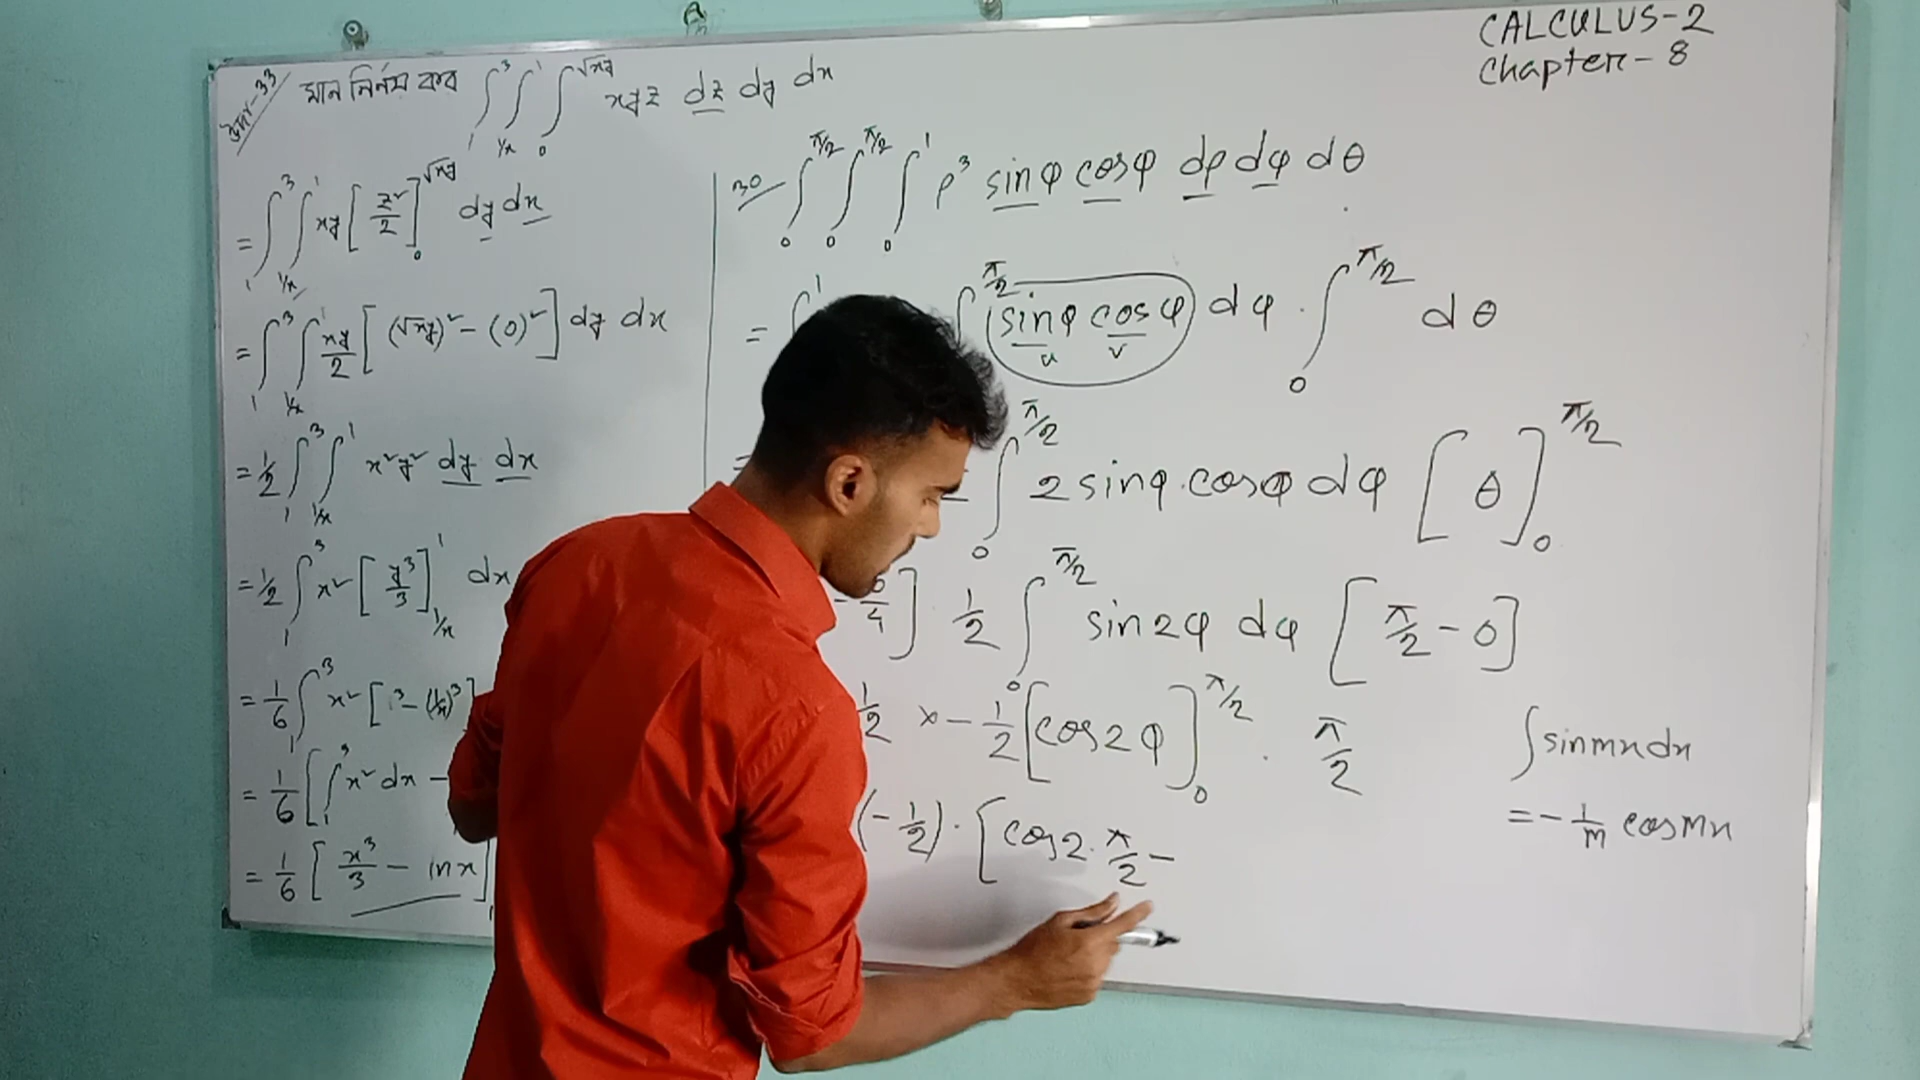 CALCULUS-2
Chapter-8
উদাঃ-33 মান নির্নয় কর ∫₁³ ∫_{1/x}^1 ∫₀^{√xy} xyz dz dy dx
= ∫₁³ ∫_{1/x}^1 xy [z²/2]₀^{√xy} dy dx
= ∫₁³ ∫_{1/x}^1 xy/2 [(√xy)² - (0)²] dy dx
= 1/2 ∫₁³ ∫_{1/x}^1 x²y² dy dx
= 1/2 ∫₁³ x² [y³/3]_{1/x}^1 dx
= 1/6 ∫₁³ x² [1³ - (1/x)³]
= 1/6 [∫₁³ x² dx -
= 1/6 [x³/3 - ln x]₁
30 ∫₀^{π/2} ∫₀^{π/2} ∫₀¹ ρ³ sinφ cosφ dρ dφ dθ
= ∫ ¹ ∫ ^{π/2} sinφ cosφ dφ · ∫₀^{π/2} dθ
u v
= ∫₀^{π/2} 2 sinφ·cosφ dφ [θ]₀^{π/2}
4] 1/2 ∫₀^{π/2} sin2φ dφ [π/2 - 0]
1/2 × - 1/2 [cos2φ]₀^{π/2} · π/2
(-1/2) · [cos2·π/2 -
∫sinmx dx
= - 1/m cosmx